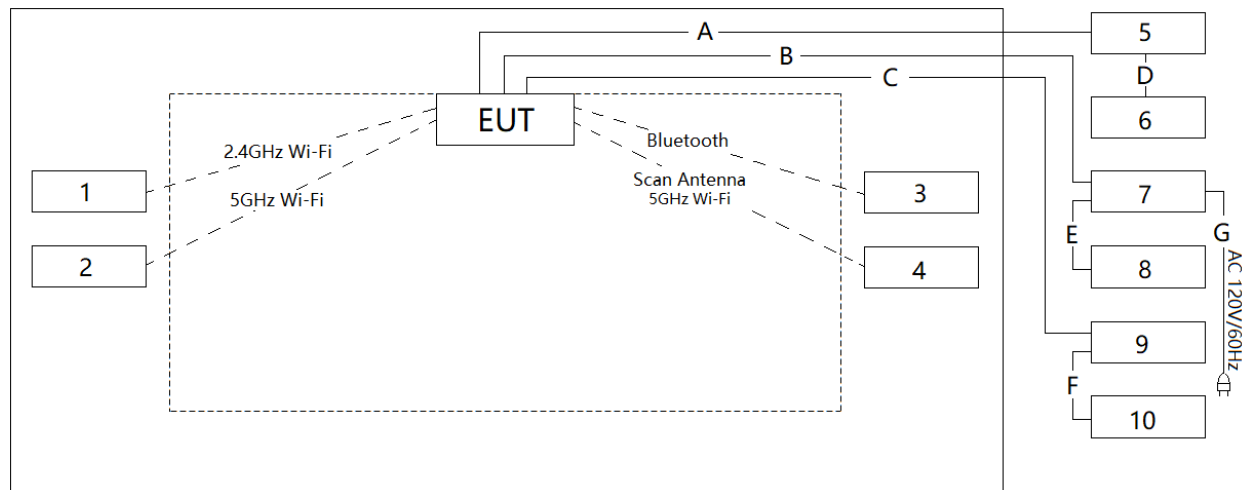 A
5
B
C
D
EUT
6
2.4GHz Wi-Fi
Bluetooth
1
Scan Antenna
5GHz Wi-Fi
5GHz Wi-Fi
3
7
E
G
2
4
8
AC 120V/60Hz
9
F
10